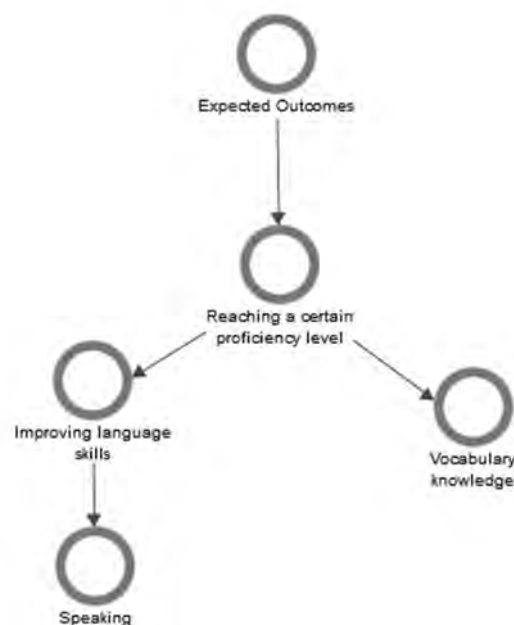 Expected Outcomes
Reaching a certain
proficiency level
Improving language
skills
Vocabulary
knowledge
Speaking